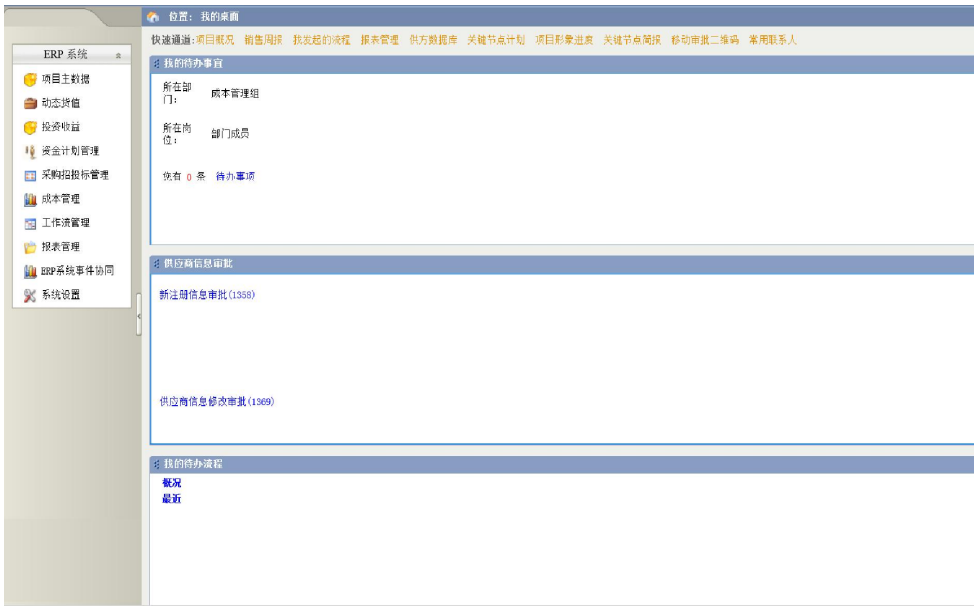 位置: 我的桌面
快速通道:项目概况 销售周报 我发起的流程 报表管理 供方数据库 关键节点计划 项目形象进度 关键节点简报 移动审批二维码 常用联系人
ERP 系统
项目主数据
动态货值
投资收益
资金计划管理
采购招投标管理
成本管理
工作流管理
报表管理
ERP系统事件协同
系统设置
我的待办事宜
所在部
门:
成本管理组
所在岗
位:
部门成员
您有 0 条 待办事项
供应商信息审批
新注册信息审批(1358)
供应商信息修改审批(1369)
我的待办流程
概况
最近